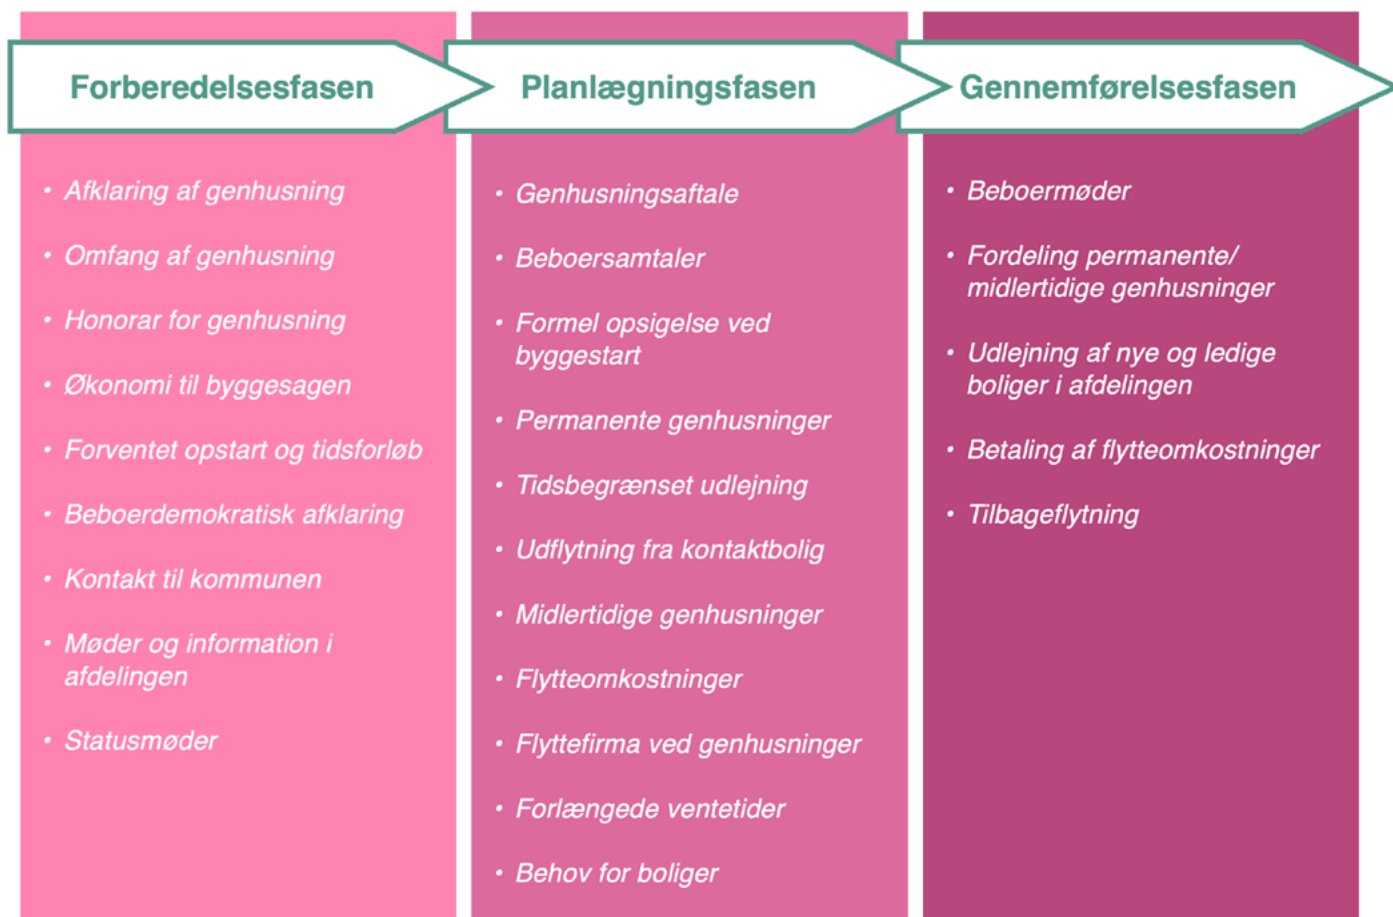 Forberedelsesfasen
• Afklaring af genhusning
• Omfang af genhusning
• Honorar for genhusning
• Økonomi til byggesagen
• Forventet opstart og tidsforløb
• Beboerdemokratisk afklaring
• Kontakt til kommunen
• Møder og information i
afdelingen
• Statusmøder
Planlægningsfasen
• Genhusningsaftale
• Beboersamtaler
• Formel opsigelse ved
byggestart
• Permanente genhusninger
• Tidsbegrænset udlejning
• Udflytning fra kontaktbolig
• Midlertidige genhusninger
• Flytteomkostninger
• Flyttefirma ved genhusninger
• Forlængede ventetider
• Behov for boliger
Gennemførelsesfasen
• Beboermøder
• Fordeling permanente/
midlertidige genhusninger
• Udlejning af nye og ledige
boliger i afdelingen
• Betaling af flytteomkostninger
• Tilbageflytning